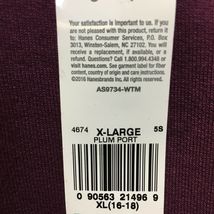 Your satisfaction is important to us. If you
are not pleased with this product, return it
to: Hanes Consumer Services, P.O. Box
3013, Winston-Salem, NC 27102. You will
receive a replacement, if available, or
refund. Questions? Call 1.800.994.4348 or
visit hanes.com. See garment label for fiber
content, origin and care instructions.
©2016 Hanesbrands Inc.
AS9734-WTM
4674 X-LARGE 5S
PLUM PORT
0 90563 21496 9
XL(16-18)